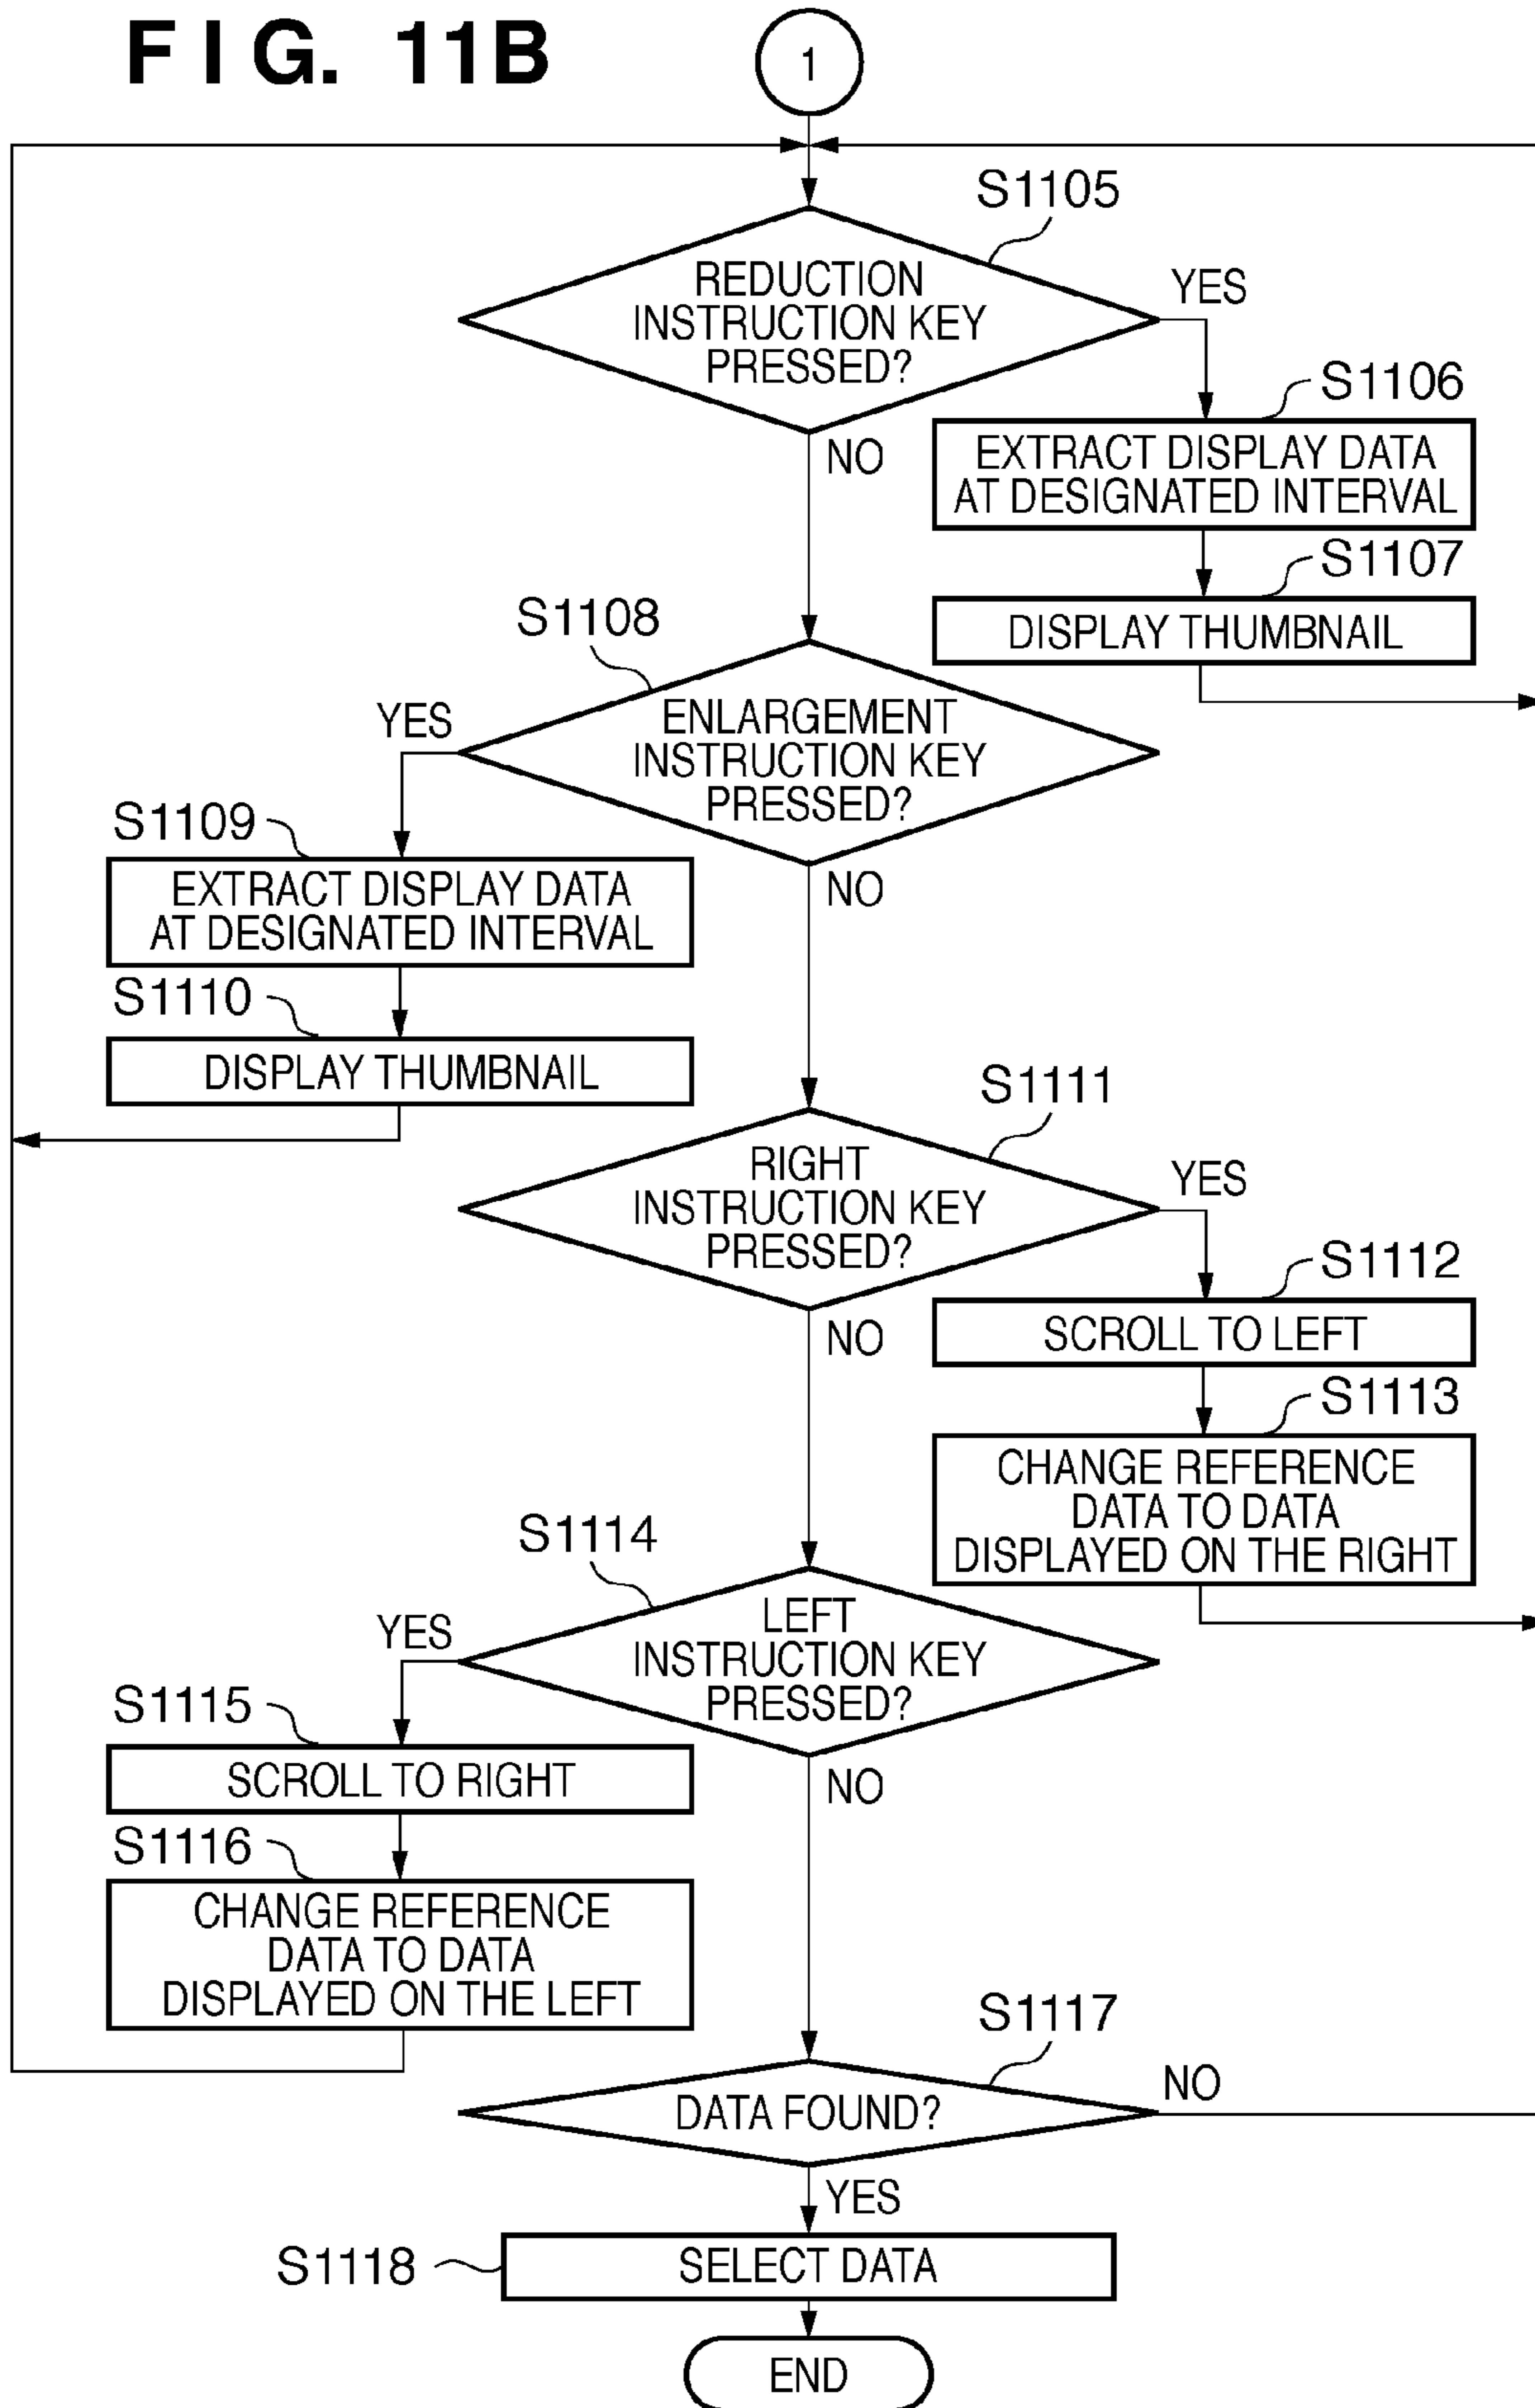 FIG. 11B
1
S1105
REDUCTION
INSTRUCTION KEY
PRESSED?
YES
NO
S1106
EXTRACT DISPLAY DATA
AT DESIGNATED INTERVAL
S1107
DISPLAY THUMBNAIL
S1108
ENLARGEMENT
INSTRUCTION KEY
PRESSED?
YES
NO
S1109
EXTRACT DISPLAY DATA
AT DESIGNATED INTERVAL
S1110
DISPLAY THUMBNAIL
S1111
RIGHT
INSTRUCTION KEY
PRESSED?
YES
NO
S1112
SCROLL TO LEFT
S1113
CHANGE REFERENCE
DATA TO DATA
DISPLAYED ON THE RIGHT
S1114
LEFT
INSTRUCTION KEY
PRESSED?
YES
NO
S1115
SCROLL TO RIGHT
S1116
CHANGE REFERENCE
DATA TO DATA
DISPLAYED ON THE LEFT
S1117
DATA FOUND?
NO
YES
S1118
SELECT DATA
END